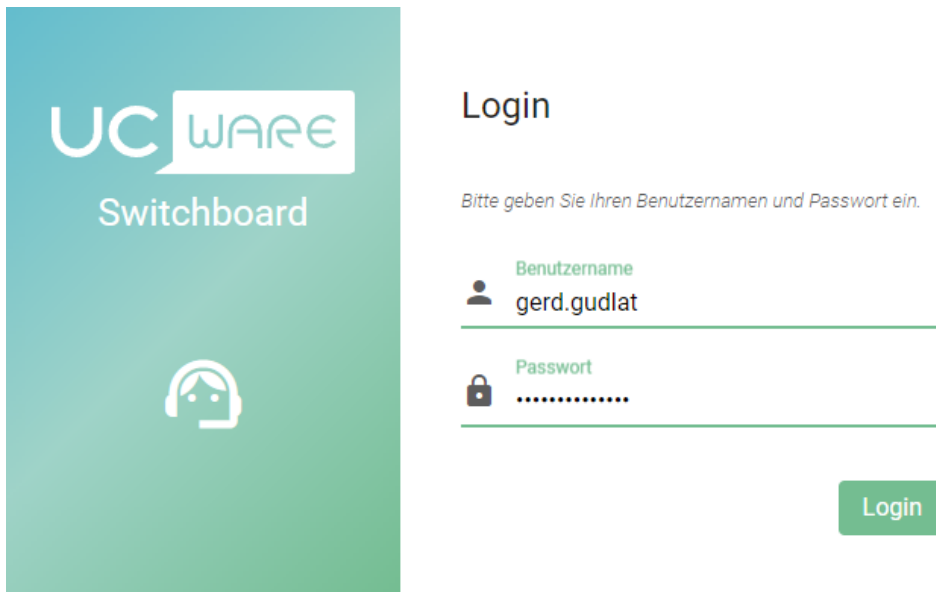 UC WARE
Switchboard
Login
Bitte geben Sie Ihren Benutzernamen und Passwort ein.
Benutzername
gerd.gudlat
Passwort
••••••••••••••
Login